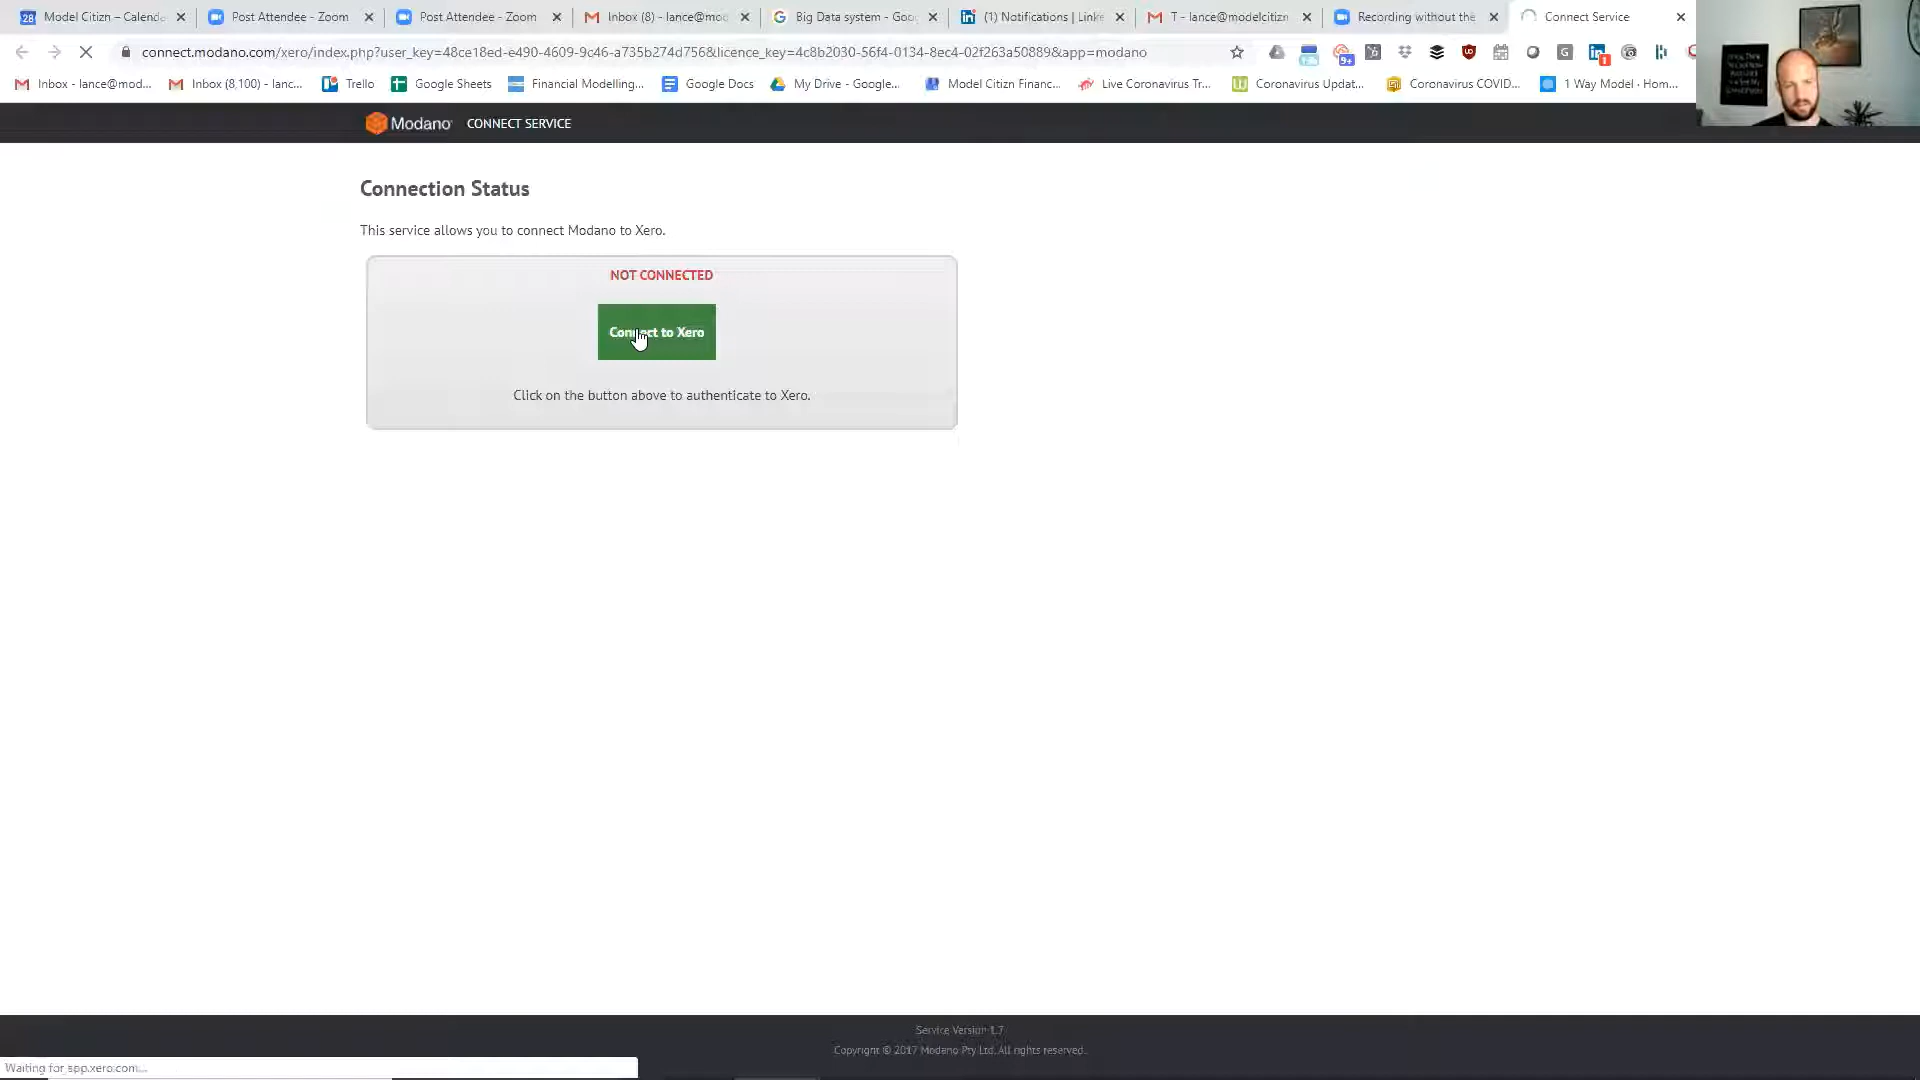 28 Model Citizn – Calenda
Post Attendee - Zoom
Post Attendee - Zoom
Inbox (8) - lance@mod
Big Data system - Goo
(1) Notifications | Linke
T - lance@modelcitizn
Recording without the
Connect Service
connect.modano.com/xero/index.php?user_key=48ce18ed-e490-4609-9c46-a735b274d756&licence_key=4c8b2030-56f4-0134-8ec4-02f263a50889&app=modano
Inbox - lance@mod...
Inbox (8,100) - lanc...
Trello
Google Sheets
Financial Modelling...
Google Docs
My Drive - Google...
Model Citizn Financ...
Live Coronavirus Tr...
Coronavirus Updat...
Coronavirus COVID...
1 Way Model · Hom...
Modano CONNECT SERVICE
Connection Status
This service allows you to connect Modano to Xero.
NOT CONNECTED
Connect to Xero
Click on the button above to authenticate to Xero.
Service Version 1.7
Copyright © 2017 Modano Pty Ltd. All rights reserved.
Waiting for app.xero.com...